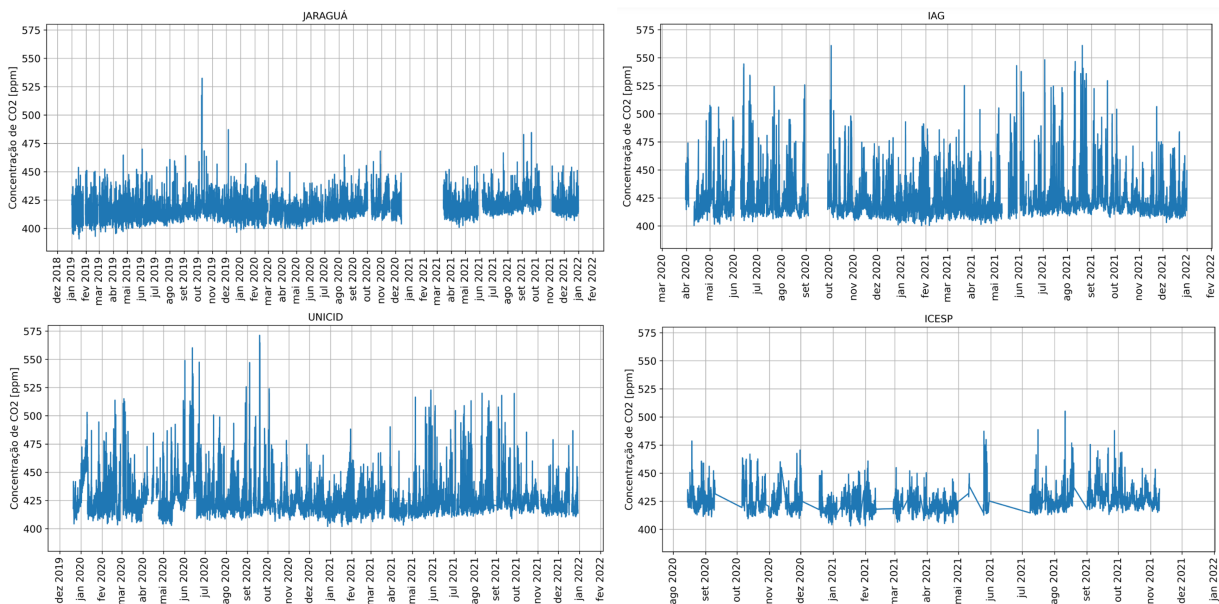 JARAGUÁ
Concentração de CO2 [ppm]
575
550
525
500
475
450
425
400
dez 2018
jan 2019
fev 2019
mar 2019
abr 2019
mai 2019
jun 2019
jul 2019
ago 2019
set 2019
out 2019
nov 2019
dez 2019
jan 2020
fev 2020
mar 2020
abr 2020
mai 2020
jun 2020
jul 2020
ago 2020
set 2020
out 2020
nov 2020
dez 2020
jan 2021
fev 2021
mar 2021
abr 2021
mai 2021
jun 2021
jul 2021
ago 2021
set 2021
out 2021
nov 2021
dez 2021
jan 2022
fev 2022
IAG
Concentração de CO2 [ppm]
575
550
525
500
475
450
425
400
mar 2020
abr 2020
mai 2020
jun 2020
jul 2020
ago 2020
set 2020
out 2020
nov 2020
dez 2020
jan 2021
fev 2021
mar 2021
abr 2021
mai 2021
jun 2021
jul 2021
ago 2021
set 2021
out 2021
nov 2021
dez 2021
jan 2022
fev 2022
UNICID
Concentração de CO2 [ppm]
575
550
525
500
475
450
425
400
dez 2019
jan 2020
fev 2020
mar 2020
abr 2020
mai 2020
jun 2020
jul 2020
ago 2020
set 2020
out 2020
nov 2020
dez 2020
jan 2021
fev 2021
mar 2021
abr 2021
mai 2021
jun 2021
jul 2021
ago 2021
set 2021
out 2021
nov 2021
dez 2021
jan 2022
fev 2022
ICESP
Concentração de CO2 [ppm]
575
550
525
500
475
450
425
400
ago 2020
set 2020
out 2020
nov 2020
dez 2020
jan 2021
fev 2021
mar 2021
abr 2021
mai 2021
jun 2021
jul 2021
ago 2021
set 2021
out 2021
nov 2021
dez 2021
jan 2022